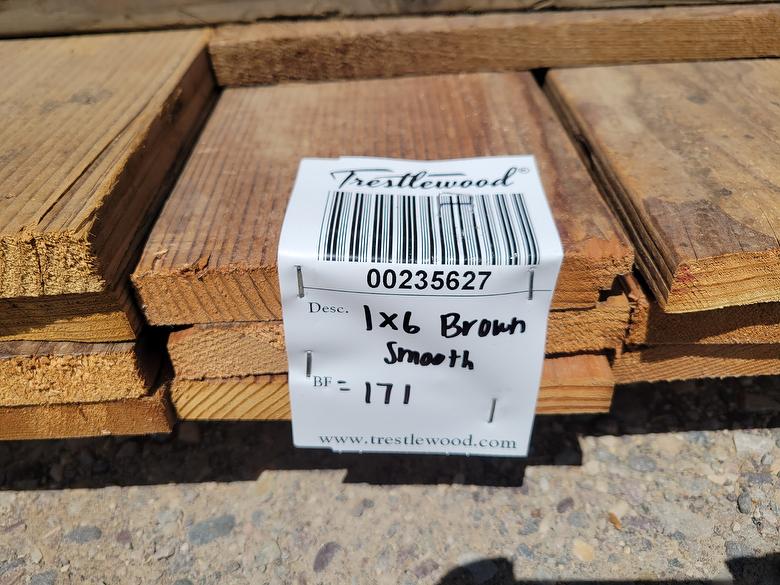 Trestlewood®
00235627
Desc. 1x6 Brown
Smooth
BF = 171
www.trestlewood.com